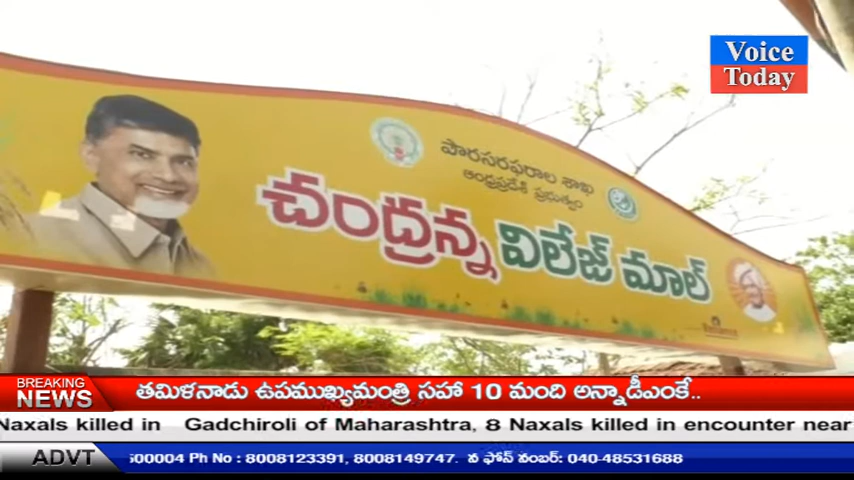 Voice
Today
పౌరసరఫరాల శాఖ
ఆంధ్రప్రదేశ్ ప్రభుత్వం
చంద్రన్న విలేజ్ మాల్
BREAKING
NEWS
తమిళనాడు ఉపముఖ్యమంత్రి సహా 10 మంది అన్నాడీఎంకే..
Naxals killed in Gadchiroli of Maharashtra, 8 Naxals killed in encounter near
ADVT
500004 Ph No : 8008123391, 8008149747. వ ఫోన్ నంబర్: 040-48531688